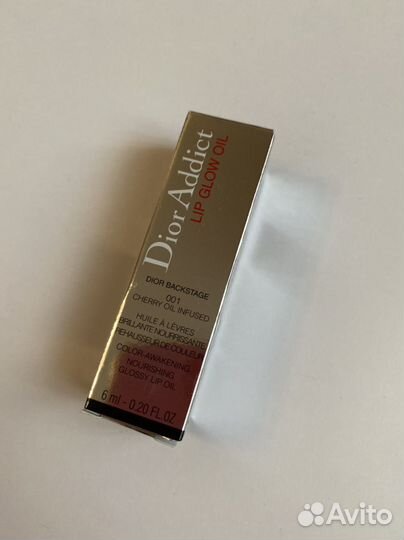 Dior Addict
LIP GLOW OIL
DIOR BACKSTAGE
001
CHERRY OIL INFUSED
HUILE À LÈVRES
BRILLANTE NOURRISSANTE
REHAUSSEUR DE COULEUR
COLOR-AWAKENING
NOURISHING
GLOSSY LIP OIL
6 ml - 0.20 FL.OZ
Avito